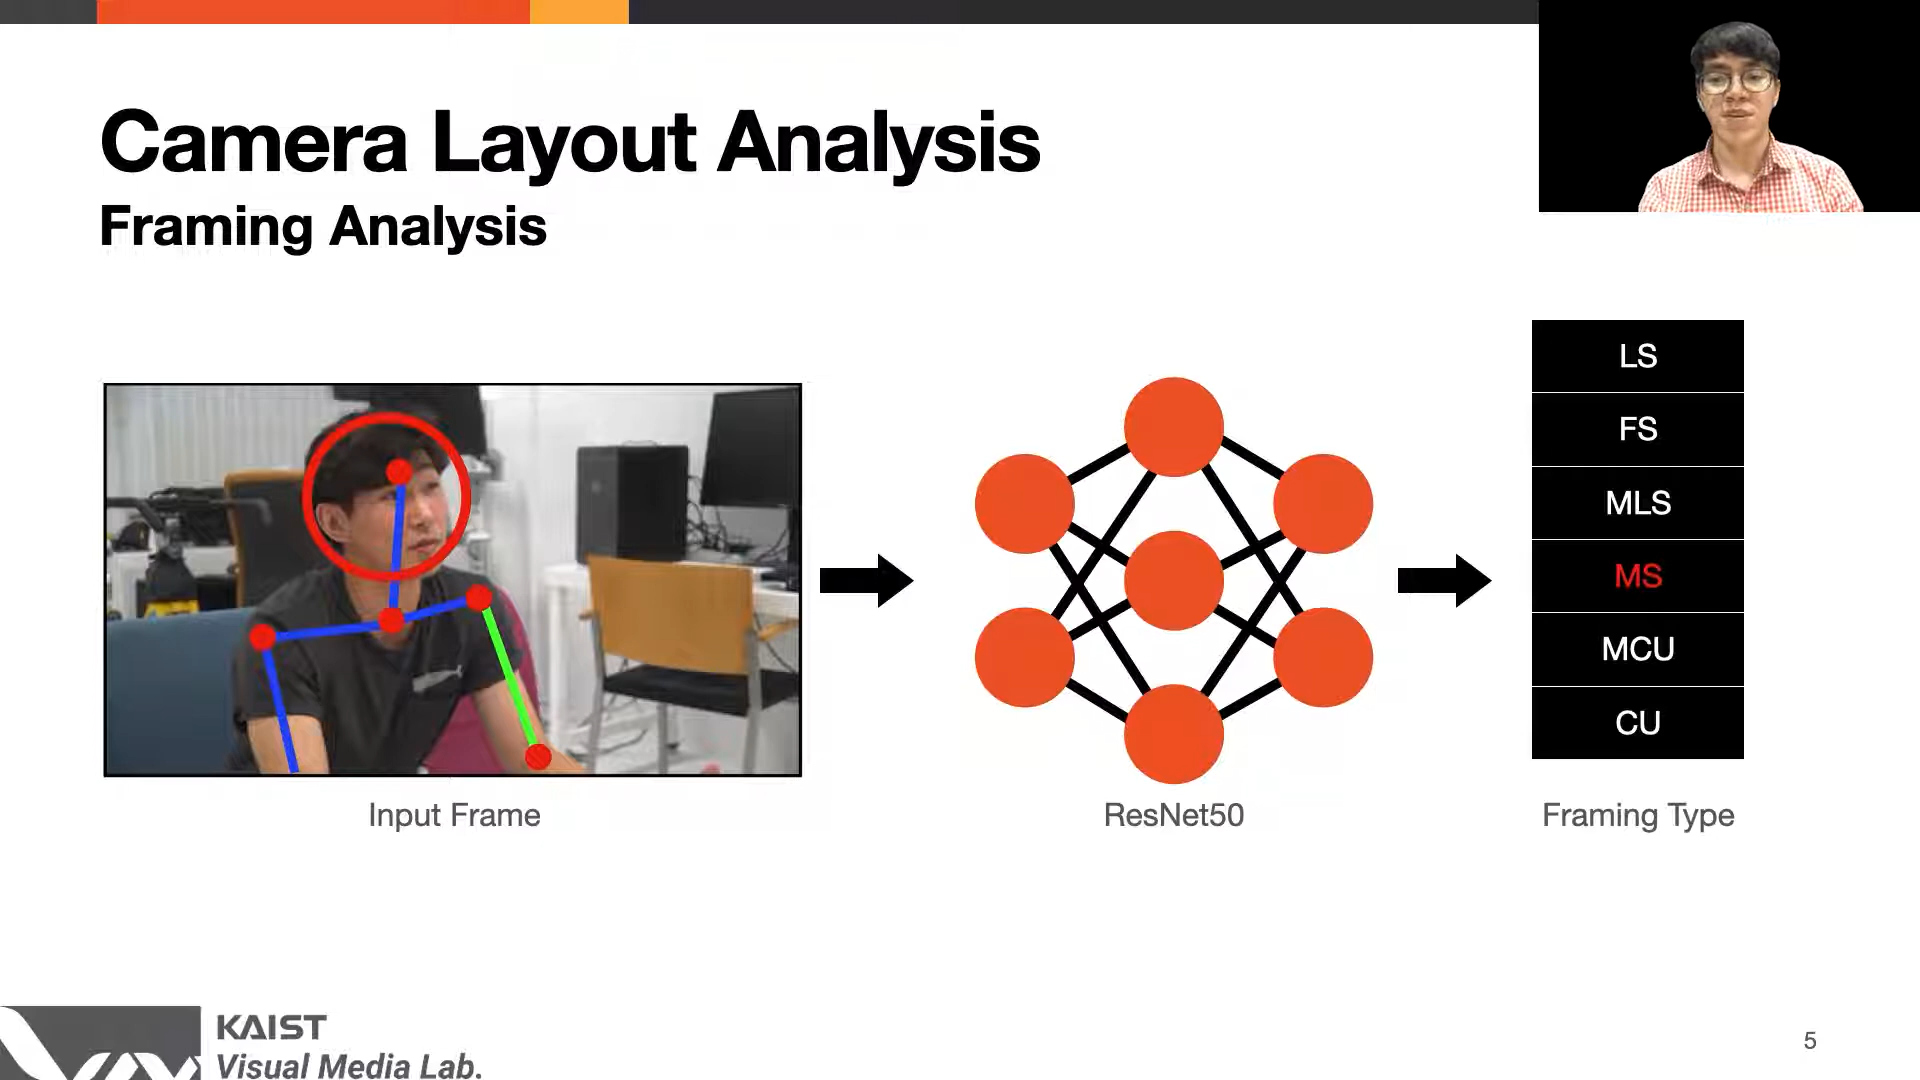 Camera Layout Analysis
Framing Analysis
LS
FS
MLS
MS
MCU
CU
Input Frame
ResNet50
Framing Type
KAIST
Visual Media Lab.
5